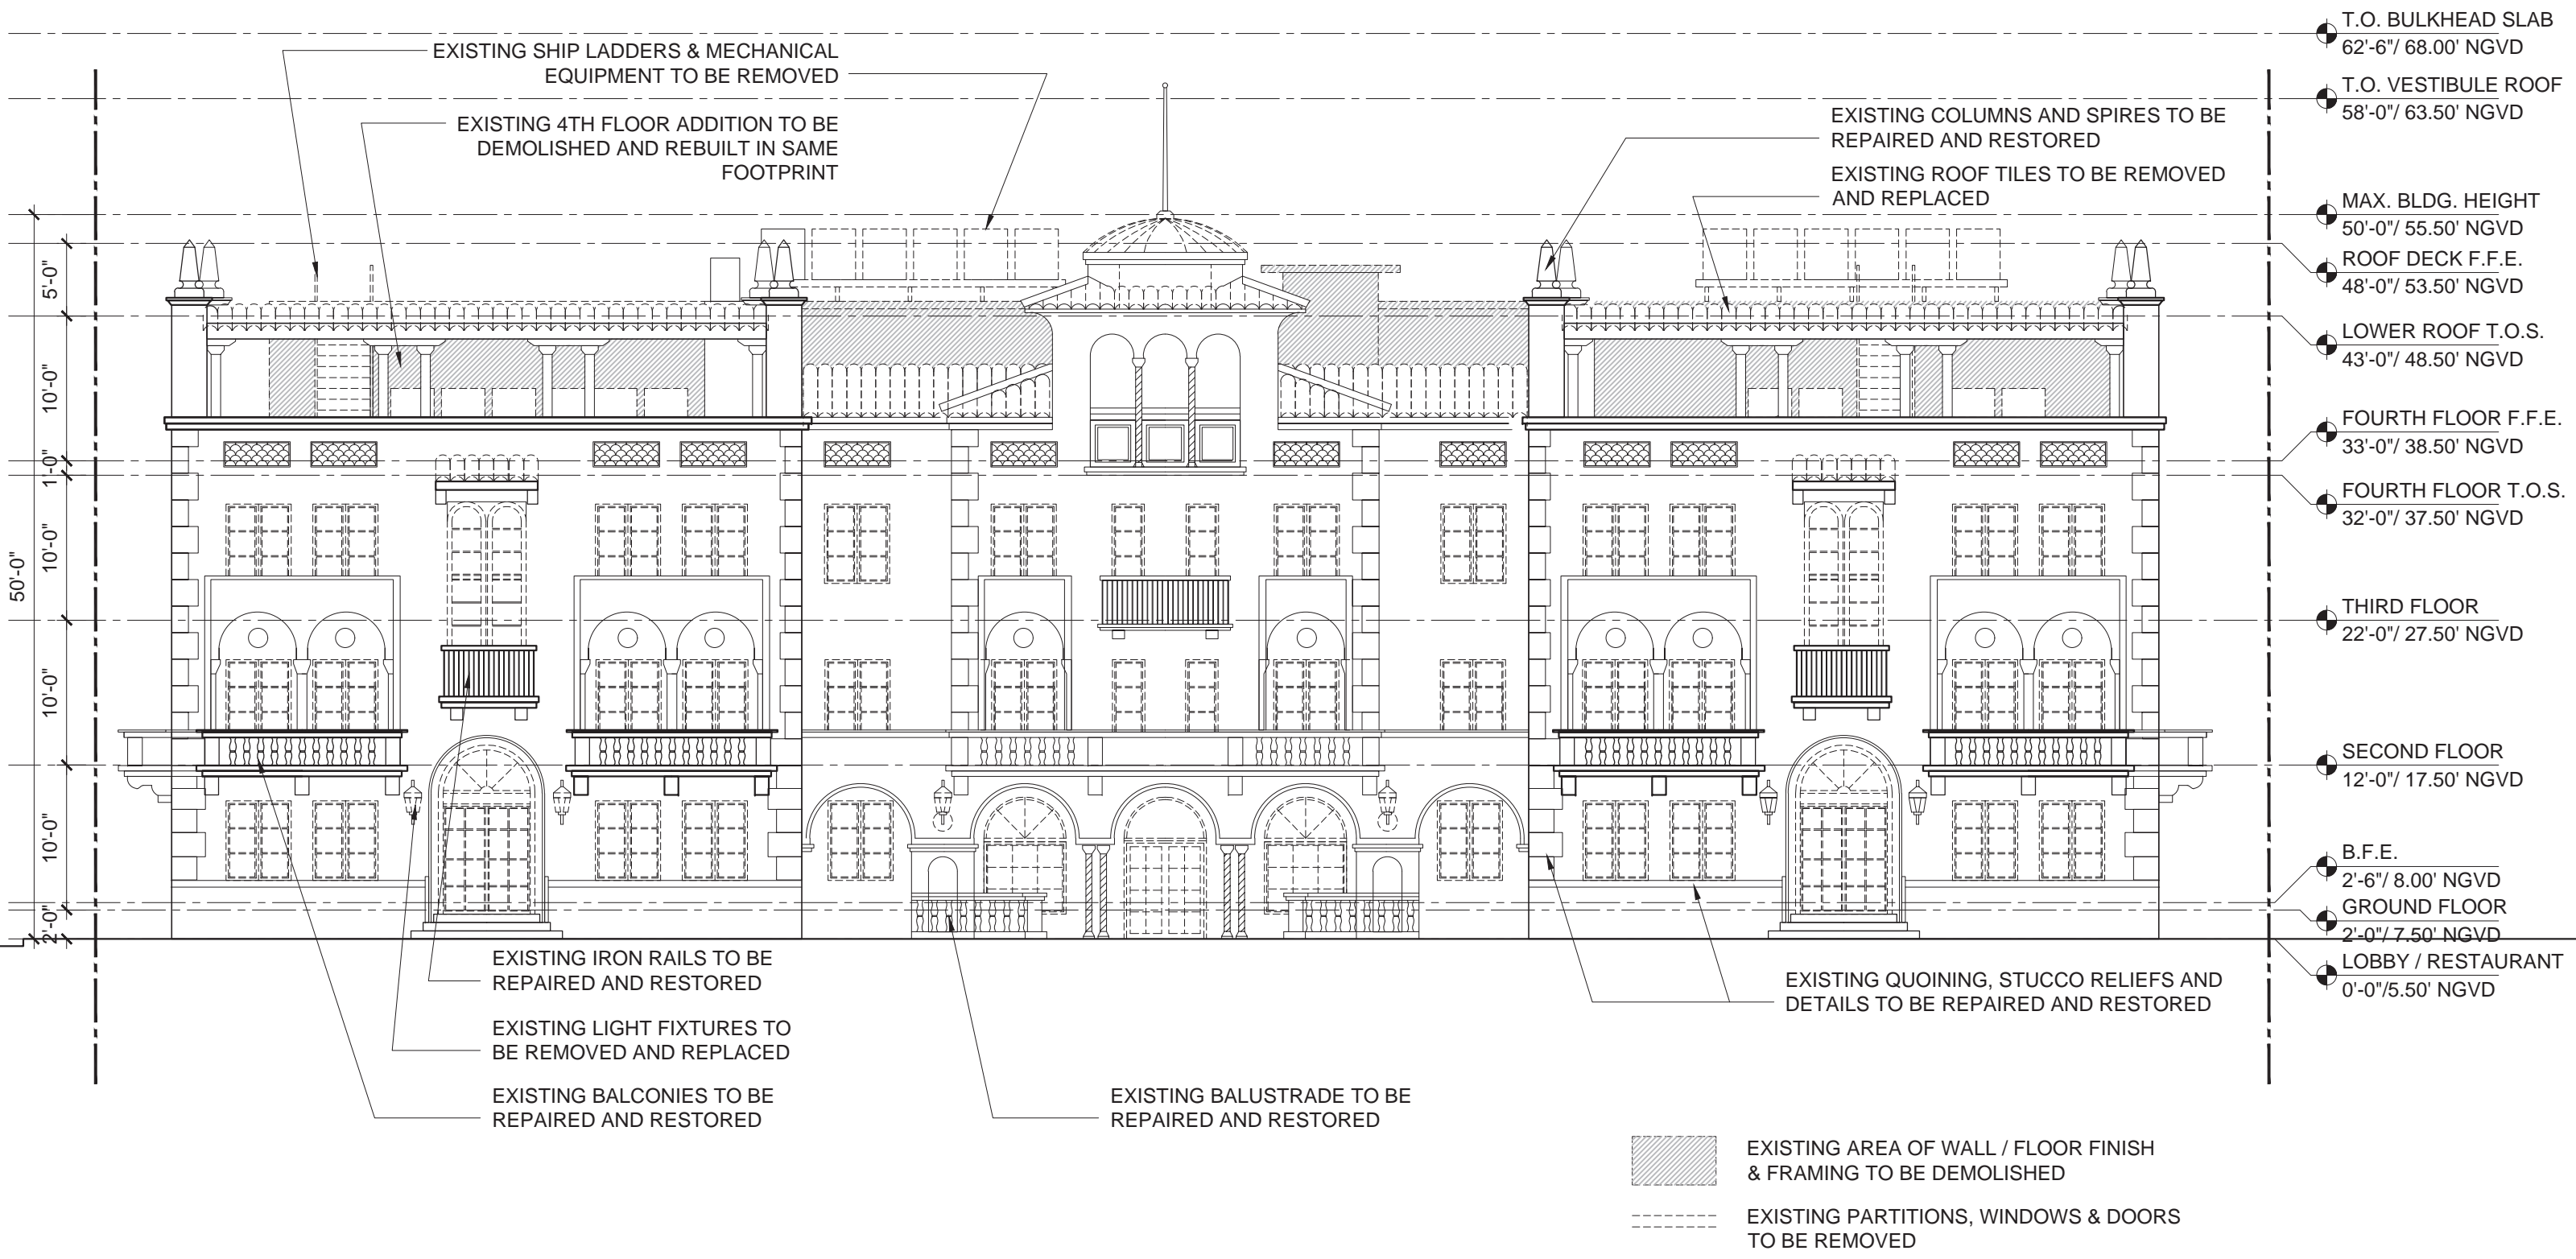 T.O. BULKHEAD SLAB
62'-6"/ 68.00' NGVD
T.O. VESTIBULE ROOF
58'-0"/ 63.50' NGVD
MAX. BLDG. HEIGHT
50'-0"/ 55.50' NGVD
ROOF DECK F.F.E.
48'-0"/ 53.50' NGVD
LOWER ROOF T.O.S.
43'-0"/ 48.50' NGVD
FOURTH FLOOR F.F.E.
33'-0"/ 38.50' NGVD
FOURTH FLOOR T.O.S.
32'-0"/ 37.50' NGVD
THIRD FLOOR
22'-0"/ 27.50' NGVD
SECOND FLOOR
12'-0"/ 17.50' NGVD
B.F.E.
2'-6"/ 8.00' NGVD
GROUND FLOOR
2'-0"/ 7.50' NGVD
LOBBY / RESTAURANT
0'-0"/5.50' NGVD
EXISTING SHIP LADDERS & MECHANICAL
EQUIPMENT TO BE REMOVED
EXISTING 4TH FLOOR ADDITION TO BE
DEMOLISHED AND REBUILT IN SAME
FOOTPRINT
EXISTING COLUMNS AND SPIRES TO BE
REPAIRED AND RESTORED
EXISTING ROOF TILES TO BE REMOVED
AND REPLACED
5'-0"
10'-0"
1'-0"
10'-0"
10'-0"
10'-0"
2'-0"
50'-0"
EXISTING IRON RAILS TO BE
REPAIRED AND RESTORED
EXISTING LIGHT FIXTURES TO
BE REMOVED AND REPLACED
EXISTING BALCONIES TO BE
REPAIRED AND RESTORED
EXISTING BALUSTRADE TO BE
REPAIRED AND RESTORED
EXISTING QUOINING, STUCCO RELIEFS AND
DETAILS TO BE REPAIRED AND RESTORED
EXISTING AREA OF WALL / FLOOR FINISH
& FRAMING TO BE DEMOLISHED
EXISTING PARTITIONS, WINDOWS & DOORS
TO BE REMOVED